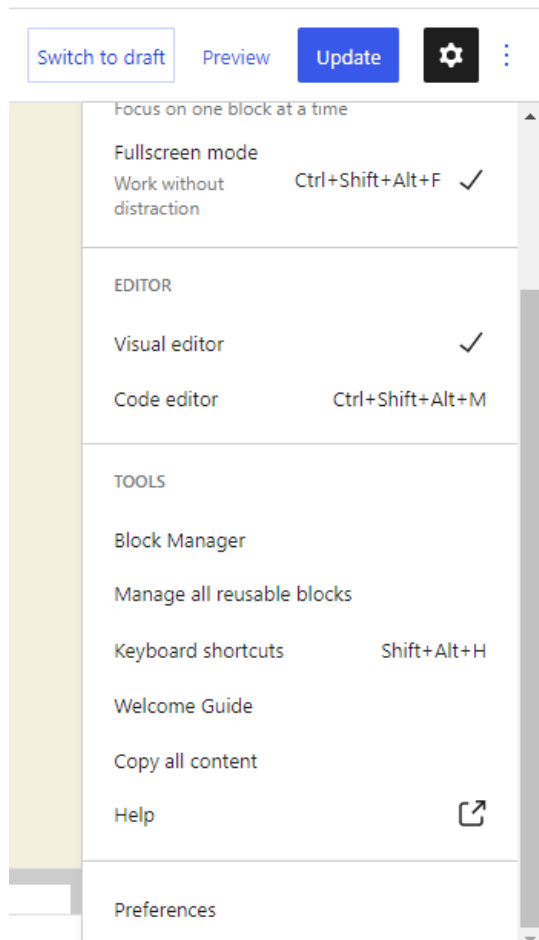 Switch to draft Preview Update
Focus on one block at a time
Fullscreen mode
Work without Ctrl+Shift+Alt+F
distraction
EDITOR
Visual editor
Code editor Ctrl+Shift+Alt+M
TOOLS
Block Manager
Manage all reusable blocks
Keyboard shortcuts Shift+Alt+H
Welcome Guide
Copy all content
Help
Preferences